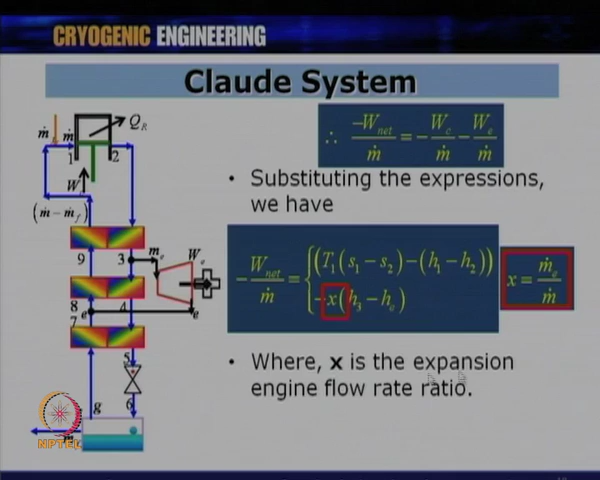 CRYOGENIC ENGINEERING
Claude System
ṁ ṁ Q_R
1 2
W_c
(ṁ − ṁ_f)
9 3 ṁ_e W_e
8 4
7 e e
5
g 6
NPTEL
∴ −W_net/ṁ = −W_c/ṁ − W_e/ṁ
• Substituting the expressions,
we have
−W_net/ṁ = {(T₁(s₁ − s₂) − (h₁ − h₂))
−x(h₃ − h_e)
x = ṁ_e/ṁ
• Where, x is the expansion
engine flow rate ratio.